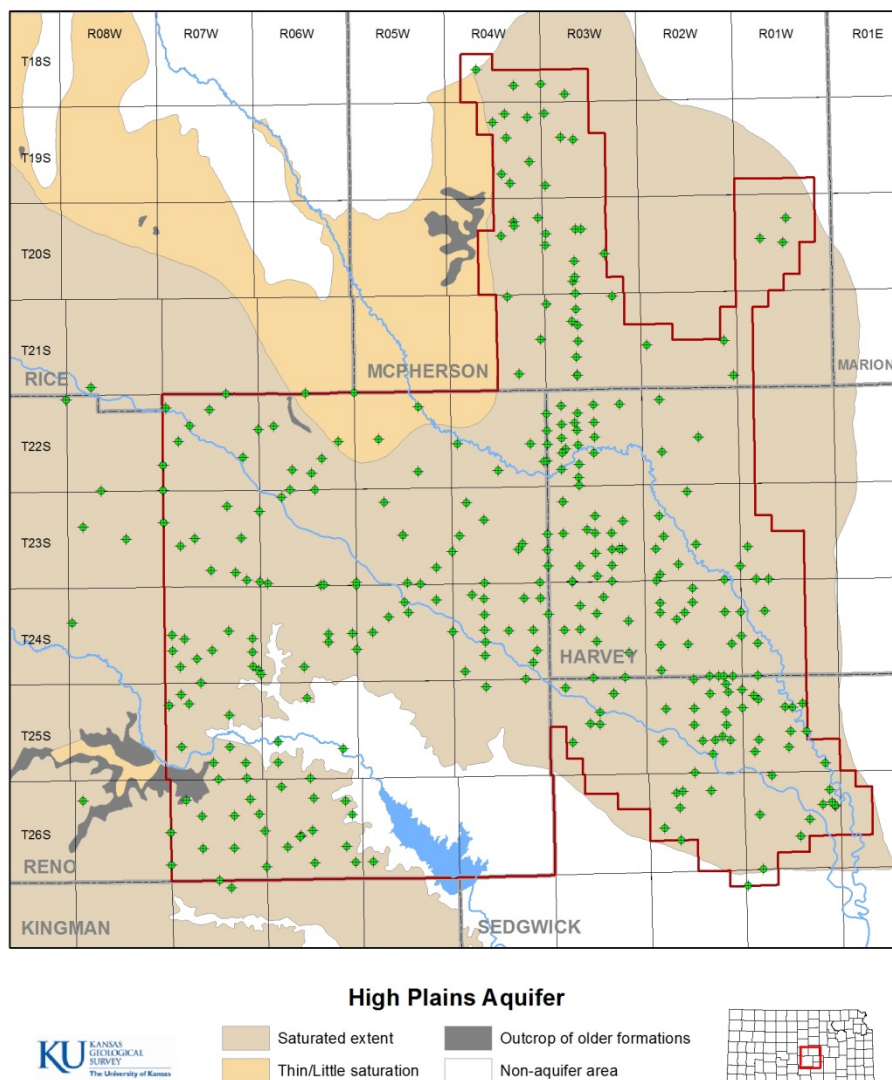 R08W R07W R06W R05W R04W R03W R02W R01W R01E
T18S
T19S
T20S
T21S
RICE
MCPHERSON
MARION
T22S
T23S
T24S
HARVEY
T25S
T26S
RENO
KINGMAN
SEDGWICK
High Plains Aquifer
KU KANSAS
GEOLOGICAL
SURVEY
The University of Kansas
Saturated extent
Outcrop of older formations
Thin/Little saturation
Non-aquifer area